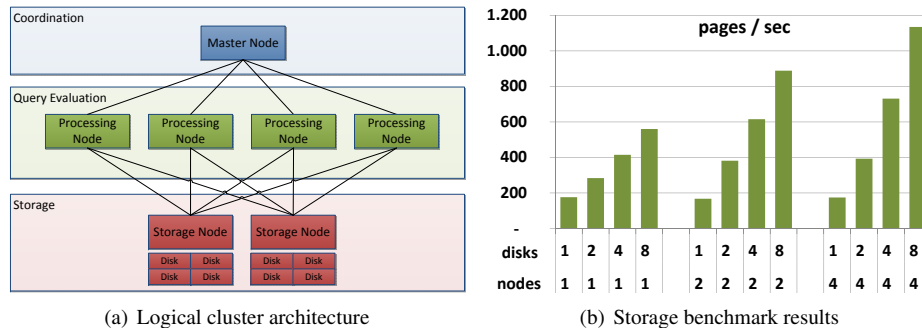 Coordination
Master Node
Query Evaluation
Processing Node
Processing Node
Processing Node
Processing Node
Storage
Storage Node
Storage Node
Disk Disk Disk Disk
Disk Disk Disk Disk
(a) Logical cluster architecture
pages / sec
1.200
1.000
800
600
400
200
-
disks 1 2 4 8 1 2 4 8 1 2 4 8
nodes 1 1 1 1 2 2 2 2 4 4 4 4
(b) Storage benchmark results